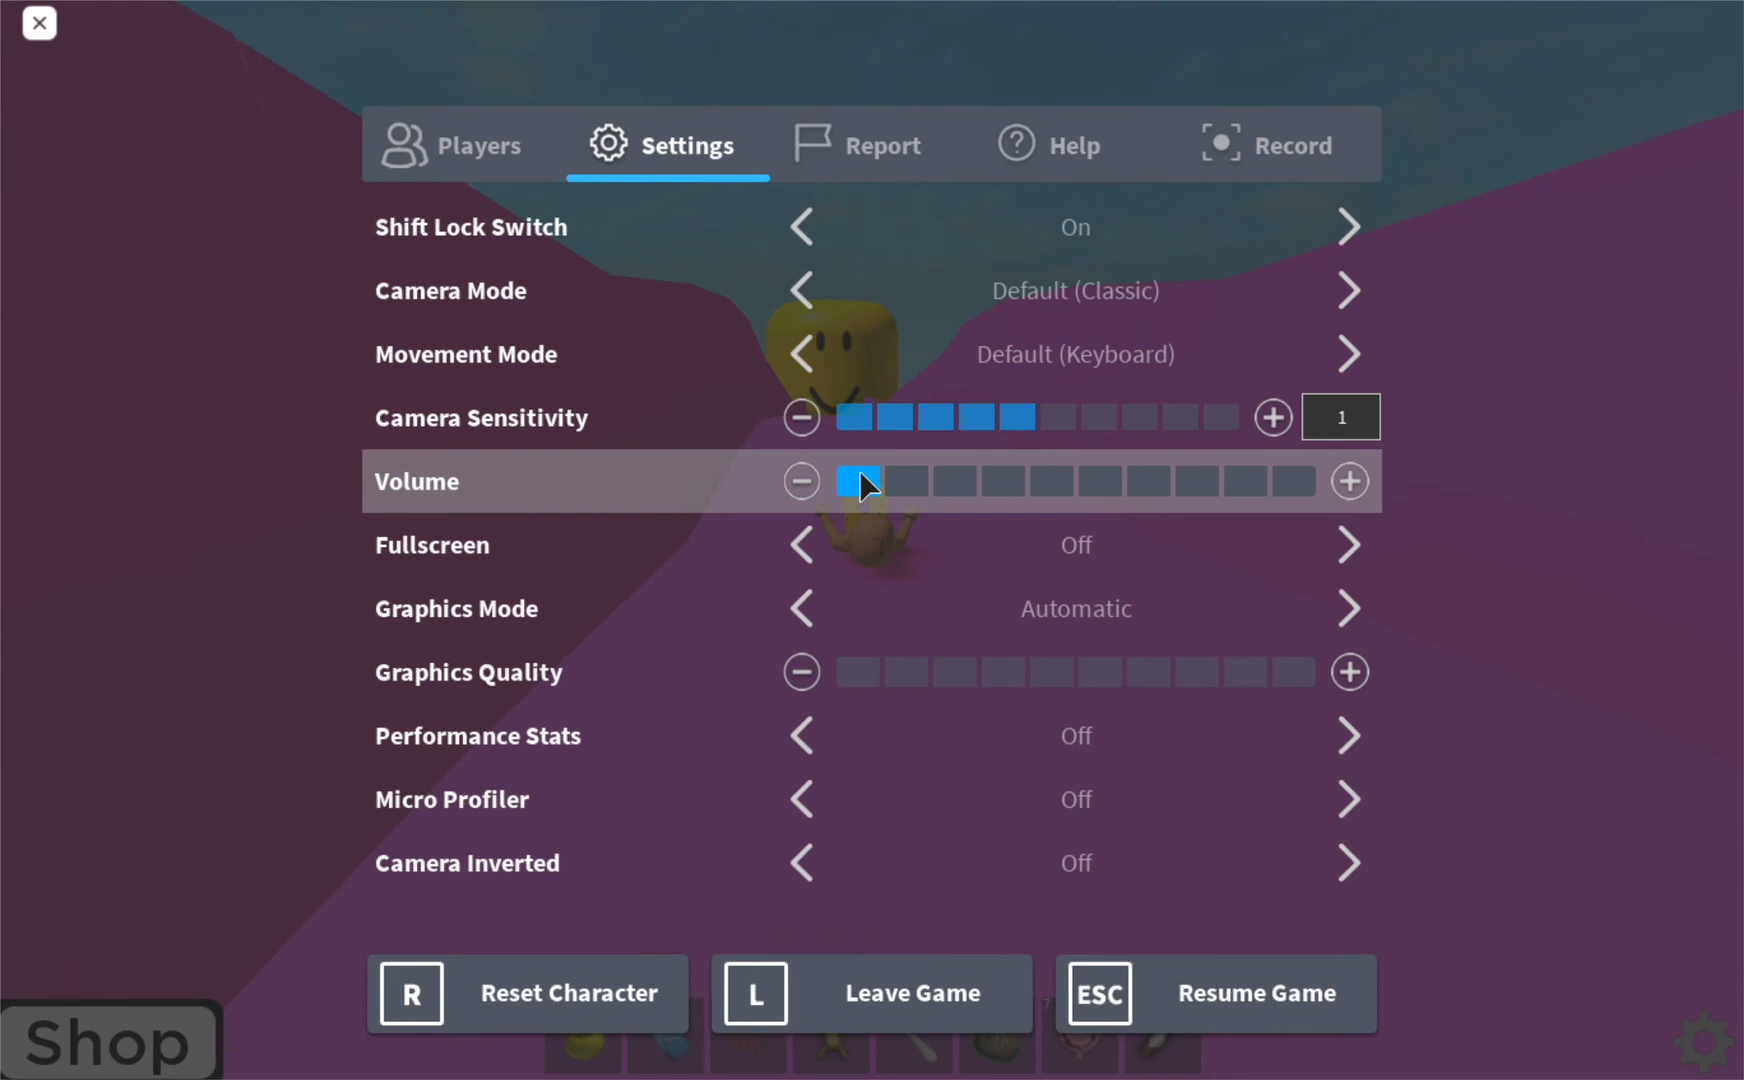 Players
Settings
Report
Help
Record
Shift Lock Switch
On
Camera Mode
Default (Classic)
Movement Mode
Default (Keyboard)
Camera Sensitivity
1
Volume
Fullscreen
Off
Graphics Mode
Automatic
Graphics Quality
Performance Stats
Off
Micro Profiler
Off
Camera Inverted
Off
R Reset Character
L Leave Game
ESC Resume Game
Shop